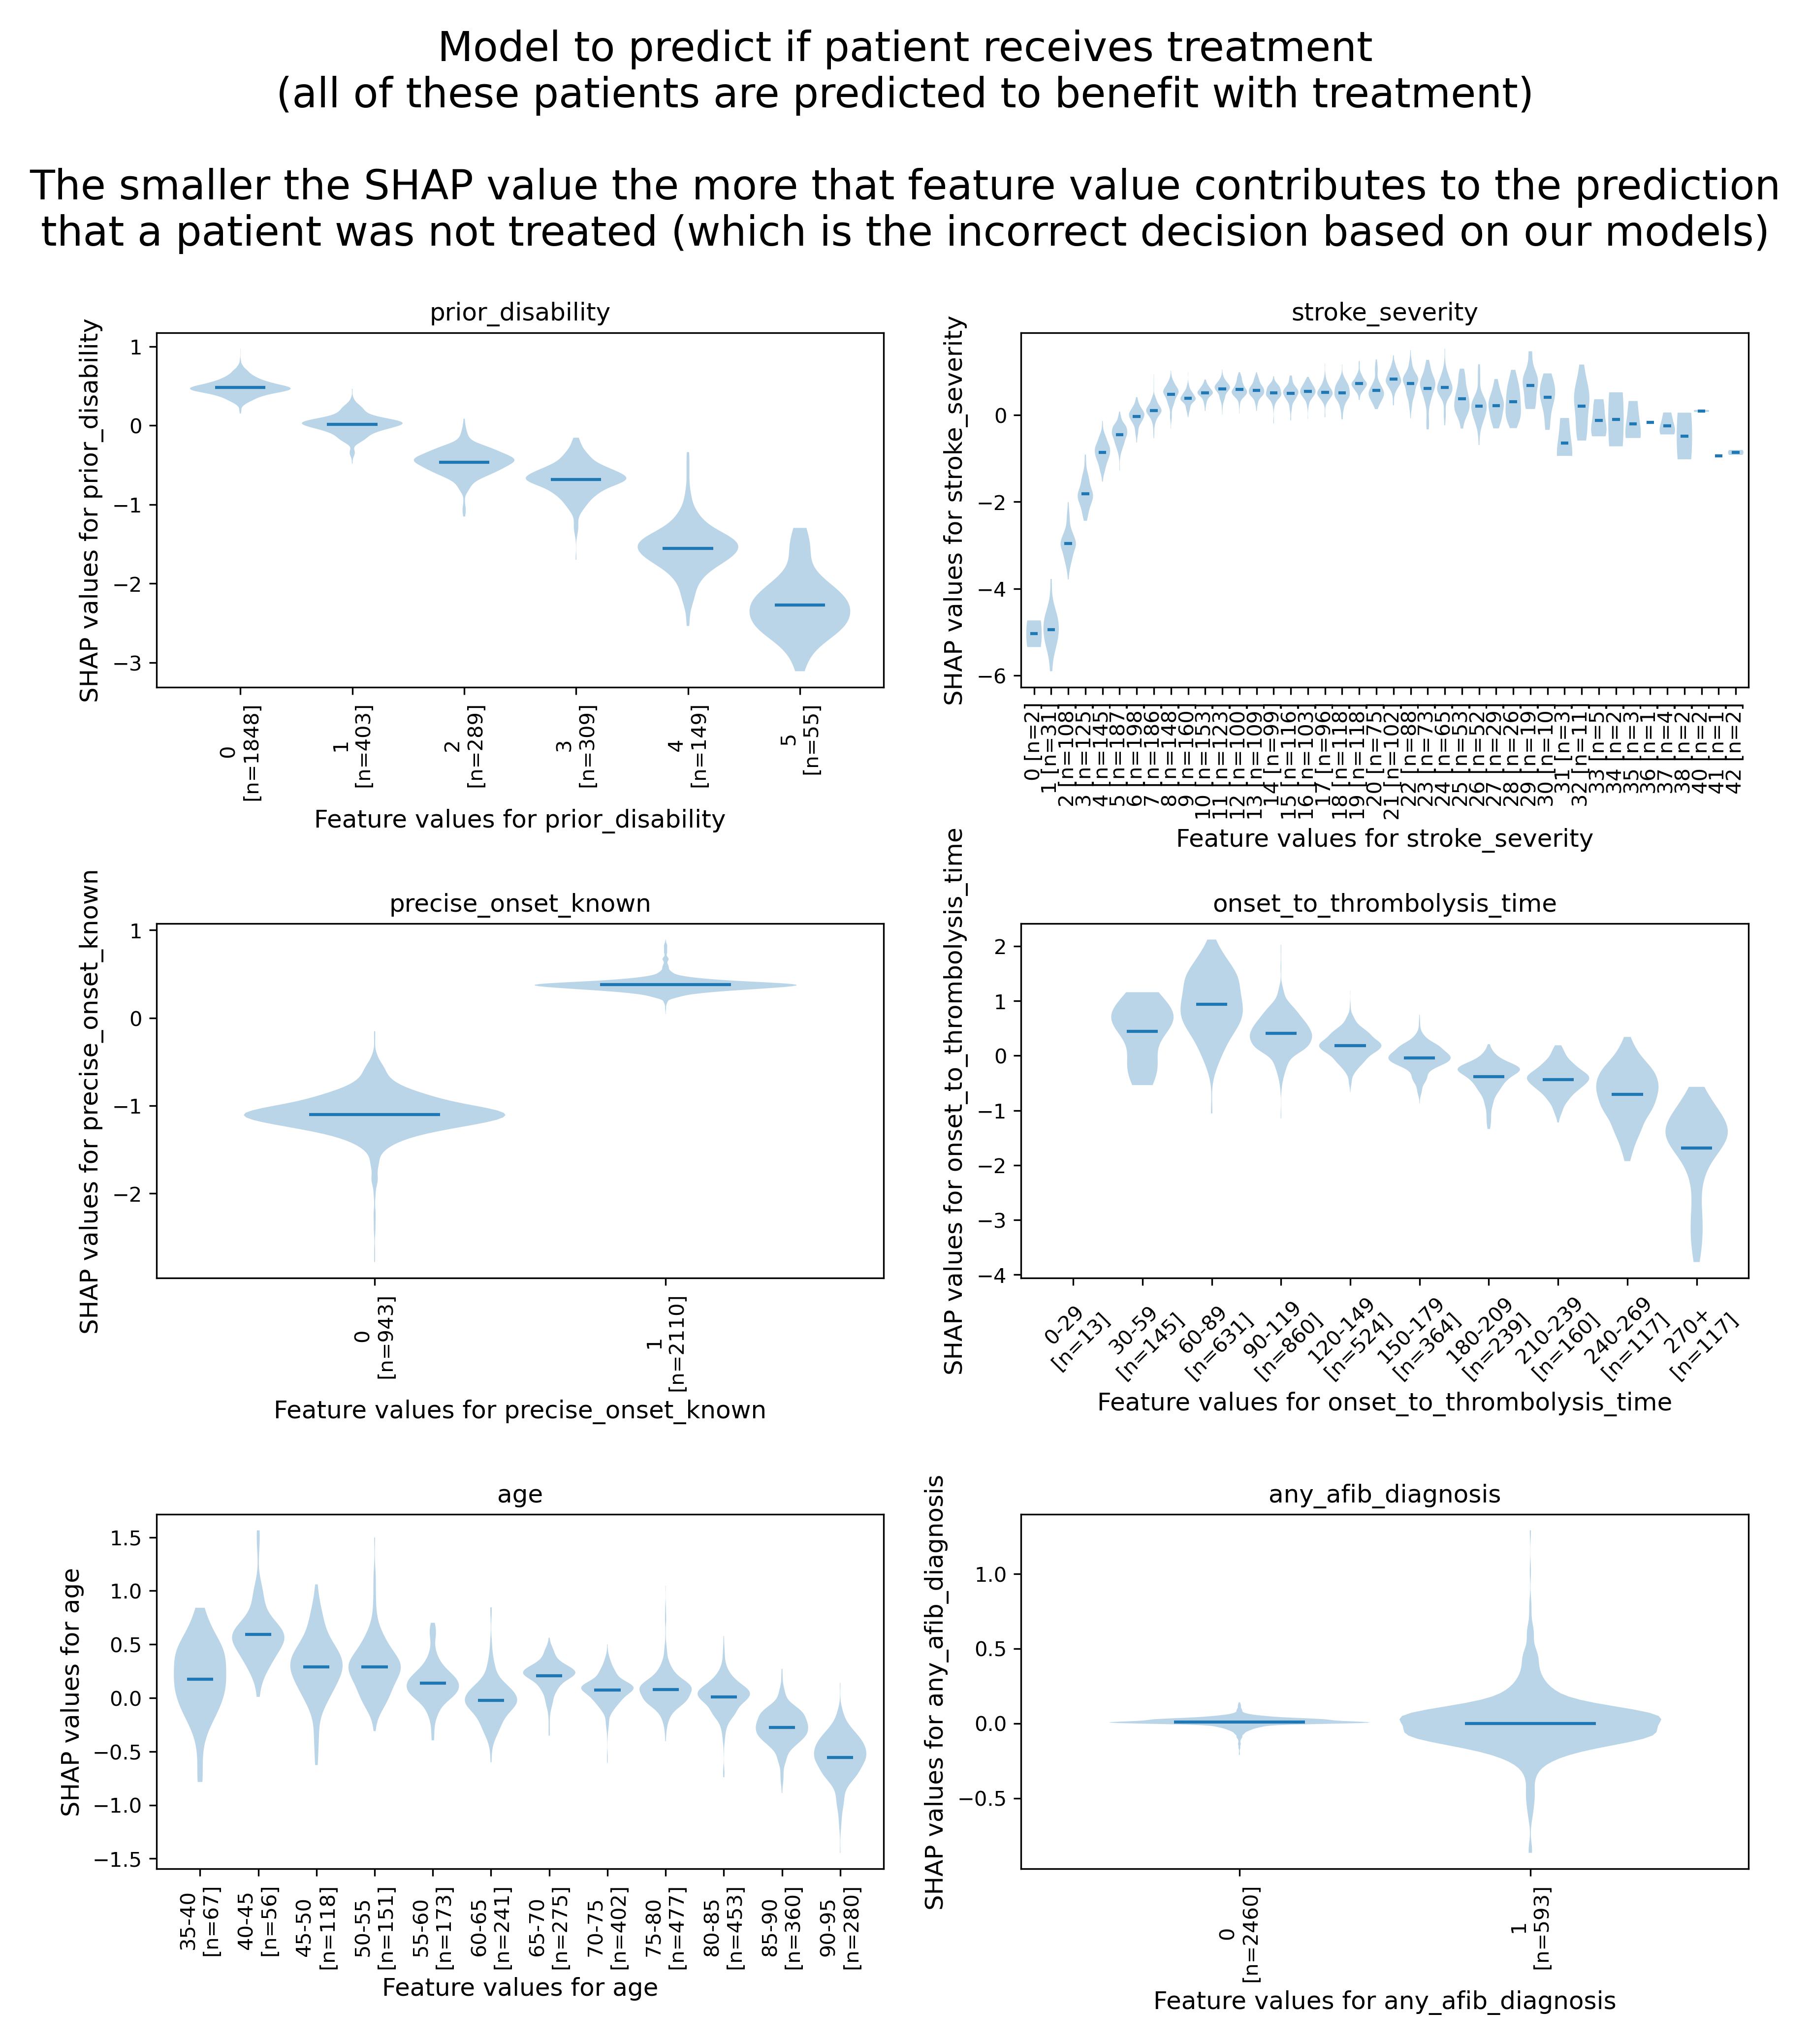 Model to predict if patient receives treatment
(all of these patients are predicted to benefit with treatment)
The smaller the SHAP value the more that feature value contributes to the prediction
that a patient was not treated (which is the incorrect decision based on our models)
prior_disability
SHAP values for prior_disability
1
0
−1
−2
−3
0
[n=1848]
1
[n=403]
2
[n=289]
3
[n=309]
4
[n=149]
5
[n=55]
Feature values for prior_disability
stroke_severity
SHAP values for stroke_severity
0
−2
−4
−6
0 [n=2]
1 [n=31]
2 [n=108]
3 [n=125]
4 [n=145]
5 [n=187]
6 [n=198]
7 [n=186]
8 [n=148]
9 [n=160]
10 [n=153]
11 [n=123]
12 [n=100]
13 [n=109]
14 [n=99]
15 [n=116]
16 [n=103]
17 [n=96]
18 [n=118]
19 [n=118]
20 [n=75]
21 [n=102]
22 [n=88]
23 [n=73]
24 [n=65]
25 [n=53]
26 [n=52]
27 [n=29]
28 [n=26]
29 [n=19]
30 [n=10]
31 [n=3]
32 [n=11]
33 [n=5]
34 [n=2]
35 [n=3]
36 [n=1]
37 [n=4]
38 [n=2]
40 [n=2]
41 [n=1]
42 [n=2]
Feature values for stroke_severity
precise_onset_known
SHAP values for precise_onset_known
1
0
−1
−2
0
[n=943]
1
[n=2110]
Feature values for precise_onset_known
onset_to_thrombolysis_time
SHAP values for onset_to_thrombolysis_time
2
1
0
−1
−2
−3
−4
0-29
[n=13]
30-59
[n=145]
60-89
[n=631]
90-119
[n=860]
120-149
[n=524]
150-179
[n=364]
180-209
[n=239]
210-239
[n=160]
240-269
[n=117]
270+
[n=117]
Feature values for onset_to_thrombolysis_time
age
SHAP values for age
1.5
1.0
0.5
0.0
−0.5
−1.0
−1.5
35-40
[n=67]
40-45
[n=56]
45-50
[n=118]
50-55
[n=151]
55-60
[n=173]
60-65
[n=241]
65-70
[n=275]
70-75
[n=402]
75-80
[n=477]
80-85
[n=453]
85-90
[n=360]
90-95
[n=280]
Feature values for age
any_afib_diagnosis
SHAP values for any_afib_diagnosis
1.0
0.5
0.0
−0.5
0
[n=2460]
1
[n=593]
Feature values for any_afib_diagnosis